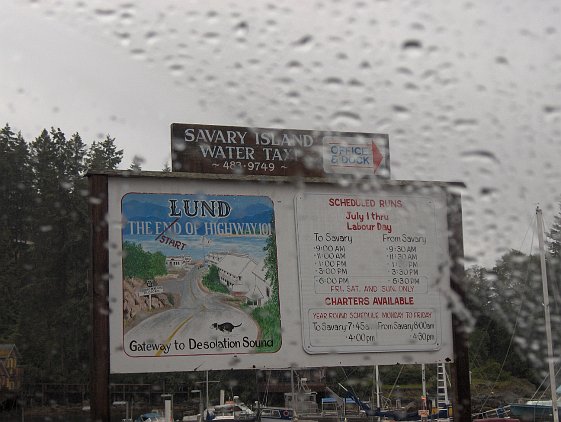 SAVARY ISLAND
WATER TAXI
~ 483-9749 ~
OFFICE
& DOCK
LUND
THE END OF HIGHWAY 101
START
Gateway to Desolation Sound
SCHEDULED RUNS
July 1 thru
Labour Day
To Savary From Savary
9:00 AM 9:30 AM
11:00 AM 11:30 AM
1:00 PM
3:00 PM 3:30 PM
6:00 PM 6:30 PM
FRI. SAT. AND SUN. ONLY
CHARTERS AVAILABLE
YEAR ROUND SCHEDULE MONDAY TO FRIDAY
To Savary 7:45am From Savary 8:00am
4:00pm 4:30pm